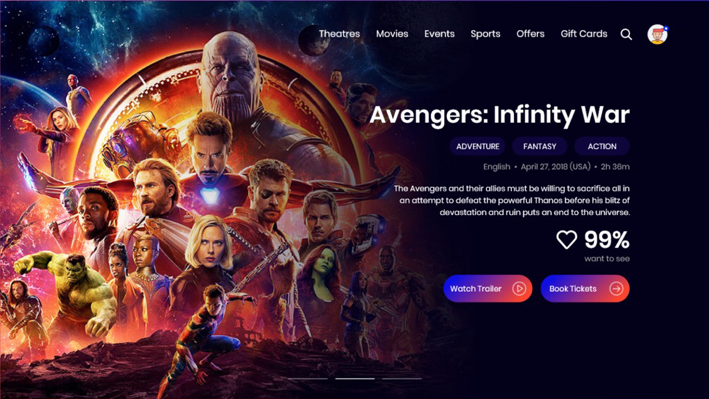 Theatres Movies Events Sports Offers Gift Cards
Avengers: Infinity War
ADVENTURE FANTASY ACTION
English • April 27, 2018 (USA) • 2h 36m
The Avengers and their allies must be willing to sacrifice all in
an attempt to defeat the powerful Thanos before his blitz of
devastation and ruin puts an end to the universe.
99%
want to see
Watch Trailer Book Tickets